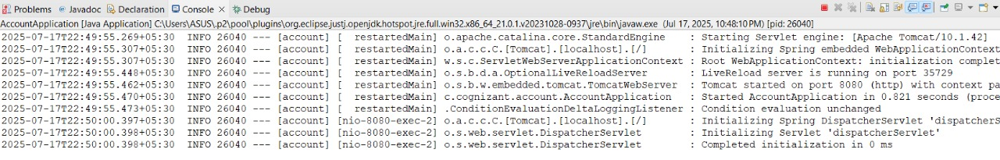 Problems @ Javadoc Declaration Console × Debug
AccountApplication [Java Application] C:\Users\ASUS\.p2\pool\plugins\org.eclipse.justj.openjdk.hotspot.jre.full.win32.x86_64_21.0.1.v20231028-0937\jre\bin\javaw.exe (Jul 17, 2025, 10:48:10 PM) [pid: 26040]
2025-07-17T22:49:55.269+05:30 INFO 26040 --- [account] [ restartedMain] o.apache.catalina.core.StandardEngine : Starting Servlet engine: [Apache Tomcat/10.1.42]
2025-07-17T22:49:55.307+05:30 INFO 26040 --- [account] [ restartedMain] o.a.c.c.C.[Tomcat].[localhost].[/] : Initializing Spring embedded WebApplicationContext
2025-07-17T22:49:55.307+05:30 INFO 26040 --- [account] [ restartedMain] w.s.c.ServletWebServerApplicationContext : Root WebApplicationContext: initialization complet
2025-07-17T22:49:55.448+05:30 INFO 26040 --- [account] [ restartedMain] o.s.b.d.a.OptionalLiveReloadServer : LiveReload server is running on port 35729
2025-07-17T22:49:55.462+05:30 INFO 26040 --- [account] [ restartedMain] o.s.b.w.embedded.tomcat.TomcatWebServer : Tomcat started on port 8080 (http) with context pa
2025-07-17T22:49:55.470+05:30 INFO 26040 --- [account] [ restartedMain] c.cognizant.account.AccountApplication : Started AccountApplication in 0.821 seconds (proce
2025-07-17T22:49:55.473+05:30 INFO 26040 --- [account] [ restartedMain] .ConditionEvaluationDeltaLoggingListener : Condition evaluation unchanged
2025-07-17T22:50:00.397+05:30 INFO 26040 --- [account] [nio-8080-exec-2] o.a.c.c.C.[Tomcat].[localhost].[/] : Initializing Spring DispatcherServlet 'dispatcherS
2025-07-17T22:50:00.398+05:30 INFO 26040 --- [account] [nio-8080-exec-2] o.s.web.servlet.DispatcherServlet : Initializing Servlet 'dispatcherServlet'
2025-07-17T22:50:00.398+05:30 INFO 26040 --- [account] [nio-8080-exec-2] o.s.web.servlet.DispatcherServlet : Completed initialization in 0 ms